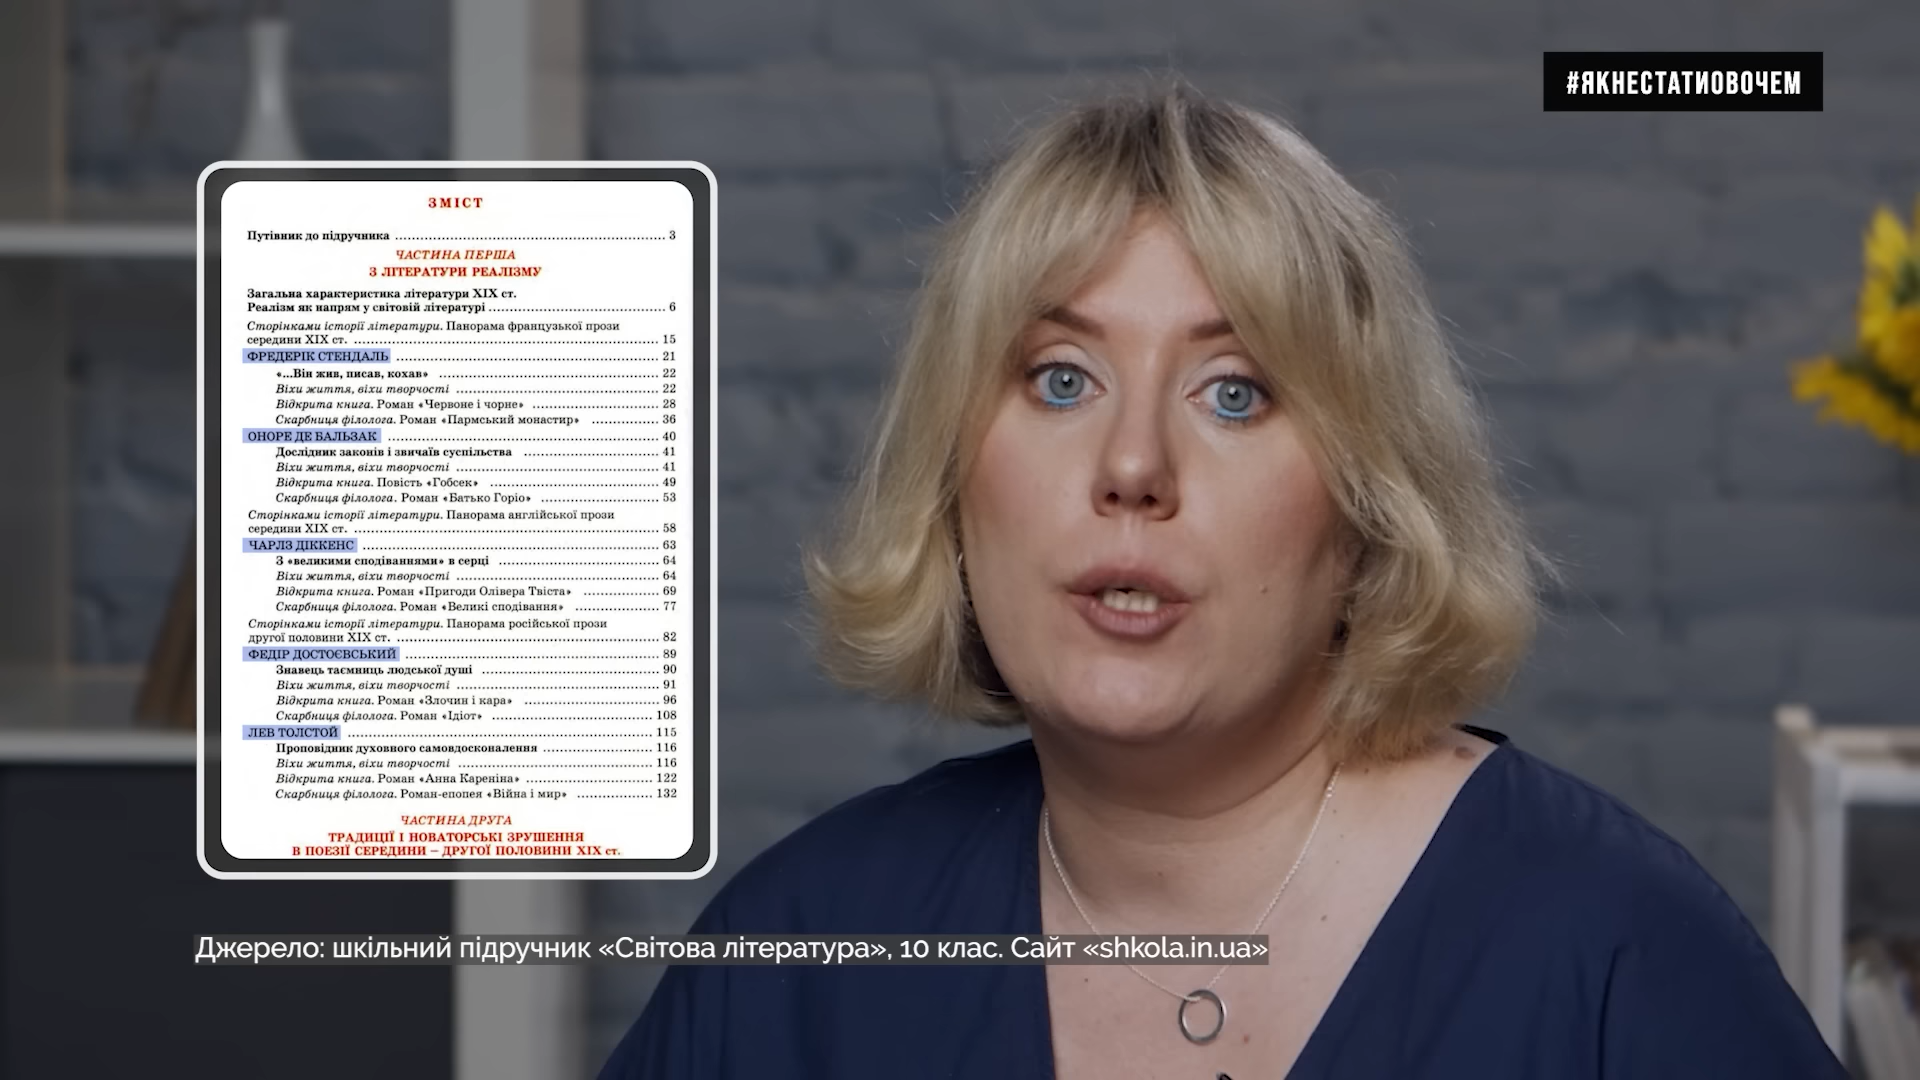 #ЯКНЕСТАТИОВОЧЕМ
ЗМІСТ
Путівник до підручника ... 3
ЧАСТИНА ПЕРША
З ЛІТЕРАТУРИ РЕАЛІЗМУ
Загальна характеристика літератури XIX ст.
Реалізм як напрям у світовій літературі ... 6
Сторінками історії літератури. Панорама французької прози
середини XIX ст. ... 15
ФРЕДЕРІК СТЕНДАЛЬ ... 21
«...Він жив, писав, кохав» ... 22
Віхи життя, віхи творчості ... 22
Відкрита книга. Роман «Червоне і чорне» ... 28
Скарбниця філолога. Роман «Пармський монастир» ... 36
ОНОРЕ ДЕ БАЛЬЗАК ... 40
Дослідник законів і звичаїв суспільства ... 41
Віхи життя, віхи творчості ... 41
Відкрита книга. Повість «Гобсек» ... 49
Скарбниця філолога. Роман «Батько Горіо» ... 53
Сторінками історії літератури. Панорама англійської прози
середини XIX ст. ... 58
ЧАРЛЗ ДІККЕНС ... 63
З «великими сподіваннями» в серці ... 64
Віхи життя, віхи творчості ... 64
Відкрита книга. Роман «Пригоди Олівера Твіста» ... 69
Скарбниця філолога. Роман «Великі сподівання» ... 77
Сторінками історії літератури. Панорама російської прози
другої половини XIX ст. ... 82
ФЕДІР ДОСТОЄВСЬКИЙ ... 89
Знавець таємниць людської душі ... 90
Віхи життя, віхи творчості ... 91
Відкрита книга. Роман «Злочин і кара» ... 96
Скарбниця філолога. Роман «Ідіот» ... 108
ЛЕВ ТОЛСТОЙ ... 115
Проповідник духовного самовдосконалення ... 116
Віхи життя, віхи творчості ... 116
Відкрита книга. Роман «Анна Кареніна» ... 122
Скарбниця філолога. Роман-епопея «Війна і мир» ... 132
ЧАСТИНА ДРУГА
ТРАДИЦІЇ І НОВАТОРСЬКІ ЗРУШЕННЯ
В ПОЕЗІЇ СЕРЕДИНИ – ДРУГОЇ ПОЛОВИНИ XIX ст.
Джерело: шкільний підручник «Світова література», 10 клас. Сайт «shkola.in.ua»